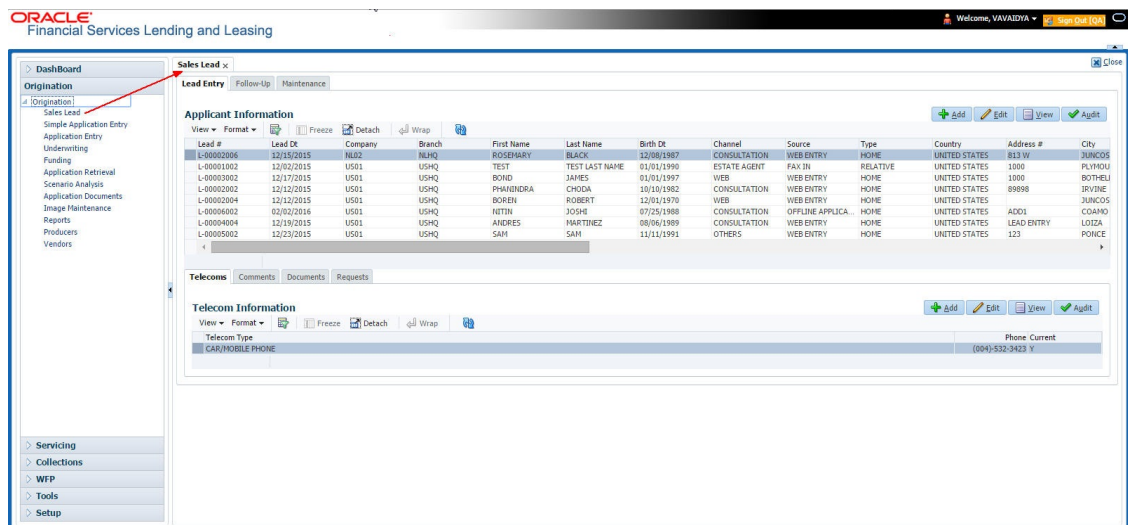 ORACLE
Financial Services Lending and Leasing
Welcome, VAVAIDYA
Sign Out [QA]
Close
DashBoard
Origination
Origination
Sales Lead
Simple Application Entry
Application Entry
Underwriting
Funding
Application Retrieval
Scenario Analysis
Application Documents
Image Maintenance
Reports
Producers
Vendors
Servicing
Collections
WFP
Tools
Setup
Sales Lead x
Lead Entry Follow-Up Maintenance
Applicant Information
Add Edit View Audit
View Format Freeze Detach Wrap
Lead # Lead Dt Company Branch First Name Last Name Birth Dt Channel Source Type Country Address # City
L-00002006 12/15/2015 NL02 NLHQ ROSEMARY BLACK 12/08/1987 CONSULTATION WEB ENTRY HOME UNITED STATES 813 W JUNCOS
L-00001002 12/02/2015 US01 USHQ TEST TEST LAST NAME 01/01/1990 ESTATE AGENT FAX IN RELATIVE UNITED STATES 1000 PLYMOU
L-00003002 12/17/2015 US01 USHQ BOND JAMES 01/01/1997 WEB WEB ENTRY HOME UNITED STATES 1000 BOTHELL
L-00002002 12/12/2015 US01 USHQ PHANINDRA CHODA 10/10/1982 CONSULTATION WEB ENTRY HOME UNITED STATES 89898 IRVINE
L-00002004 12/12/2015 US01 USHQ BOREN ROBERT 12/01/1970 WEB WEB ENTRY HOME UNITED STATES JUNCOS
L-00006002 02/02/2016 US01 USHQ NITIN JOSHI 07/25/1988 CONSULTATION OFFLINE APPLICA... HOME UNITED STATES ADD1 COAMO
L-00004004 12/19/2015 US01 USHQ ANDRES MARTINEZ 08/06/1989 CONSULTATION WEB ENTRY HOME UNITED STATES LEAD ENTRY LOIZA
L-00005002 12/23/2015 US01 USHQ SAM SAM 11/11/1991 OTHERS WEB ENTRY HOME UNITED STATES 123 PONCE
Telecoms Comments Documents Requests
Telecom Information
Add Edit View Audit
View Format Freeze Detach Wrap
Telecom Type Phone Current
CAR/MOBILE PHONE (004)-532-3423 Y